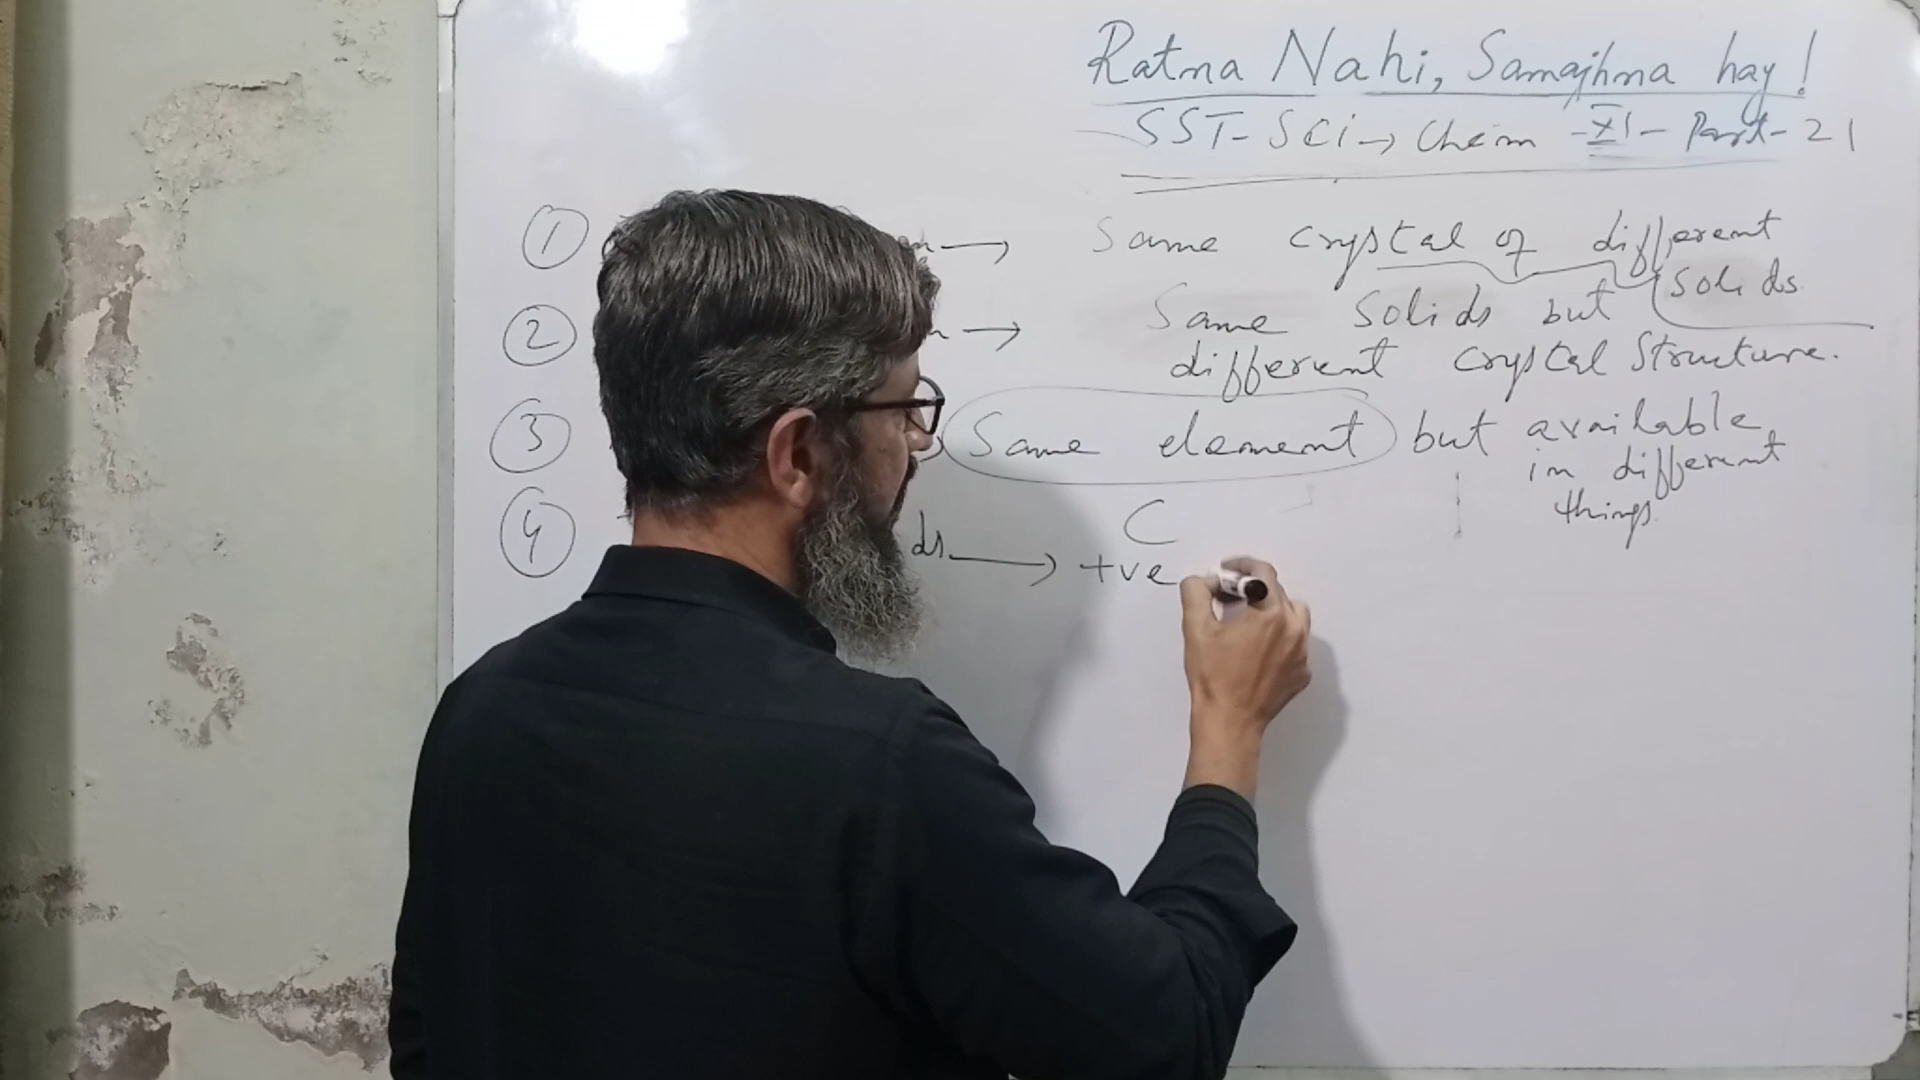 Ratna Nahi, Samajhna hay!
SST-SCi→ Chem -XI- Part-21
① → Same crystal of different
solids
② → Same solids but
different crystal structure.
③ Same element but available
in different
things.
④ → C
+ve